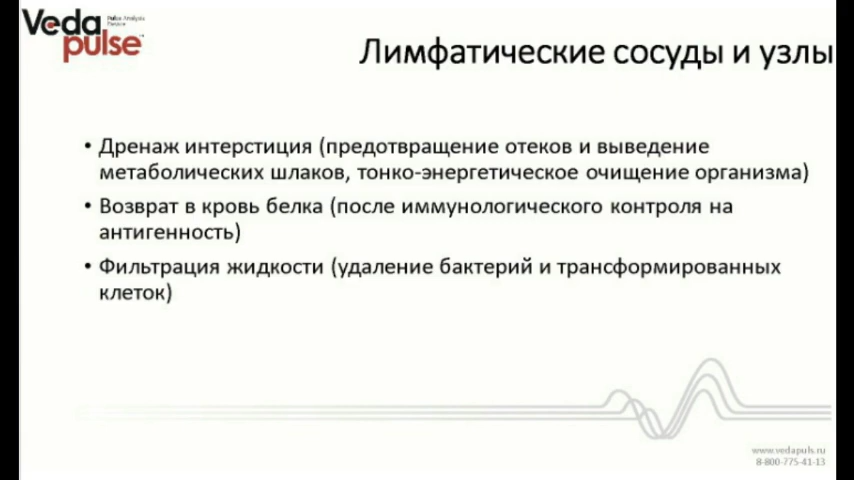 Veda
Pulse Analysis
pulse™
Лимфатические сосуды и узлы
• Дренаж интерстиция (предотвращение отеков и выведение
метаболических шлаков, тонко-энергетическое очищение организма)
• Возврат в кровь белка (после иммунологического контроля на
антигенность)
• Фильтрация жидкости (удаление бактерий и трансформированных
клеток)
www.vedapuls.ru
8-800-775-41-13